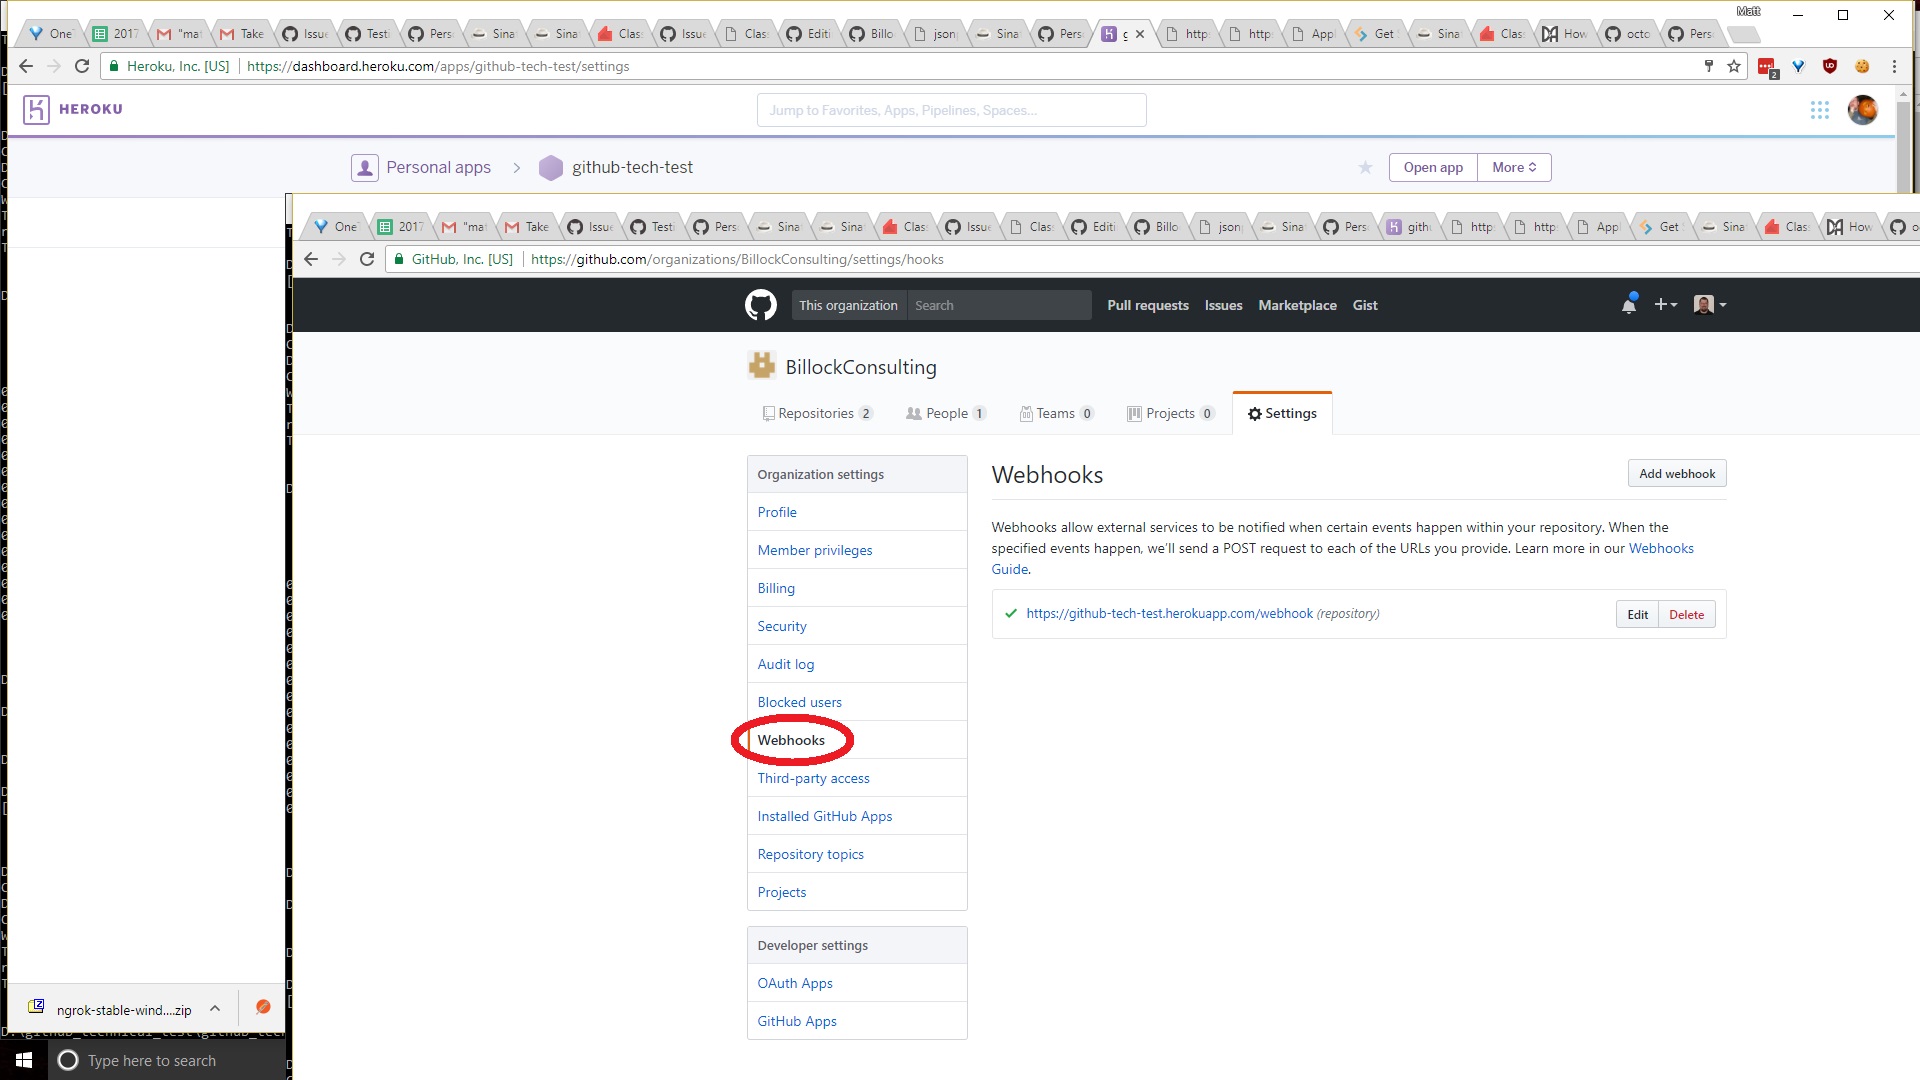 Matt
One
2017
"mat
Take
Issu
Testi
Pers
Sina
Sina
Clas
Issu
Clas
Editi
Billo
json
Sina
Pers
g
http
http
Appl
Get
Sina
Clas
How
octo
Pers
Heroku, Inc. [US]
https://dashboard.heroku.com/apps/github-tech-test/settings
2
HEROKU
Jump to Favorites, Apps, Pipelines, Spaces...
Personal apps
github-tech-test
Open app
More
One
2017
"mat
Take
Issu
Testi
Pers
Sina
Sina
Clas
Issu
Clas
Editi
Billo
json
Sina
Pers
gith
http
http
Appl
Get
Sina
Clas
How
GitHub, Inc. [US]
https://github.com/organizations/BillockConsulting/settings/hooks
This organization
Search
Pull requests
Issues
Marketplace
Gist
BillockConsulting
Repositories 2
People 1
Teams 0
Projects 0
Settings
Organization settings
Profile
Member privileges
Billing
Security
Audit log
Blocked users
Webhooks
Third-party access
Installed GitHub Apps
Repository topics
Projects
Developer settings
OAuth Apps
GitHub Apps
Webhooks
Add webhook
Webhooks allow external services to be notified when certain events happen within your repository. When the
specified events happen, we'll send a POST request to each of the URLs you provide. Learn more in our Webhooks
Guide.
https://github-tech-test.herokuapp.com/webhook (repository)
Edit
Delete
ngrok-stable-wind....zip
Type here to search